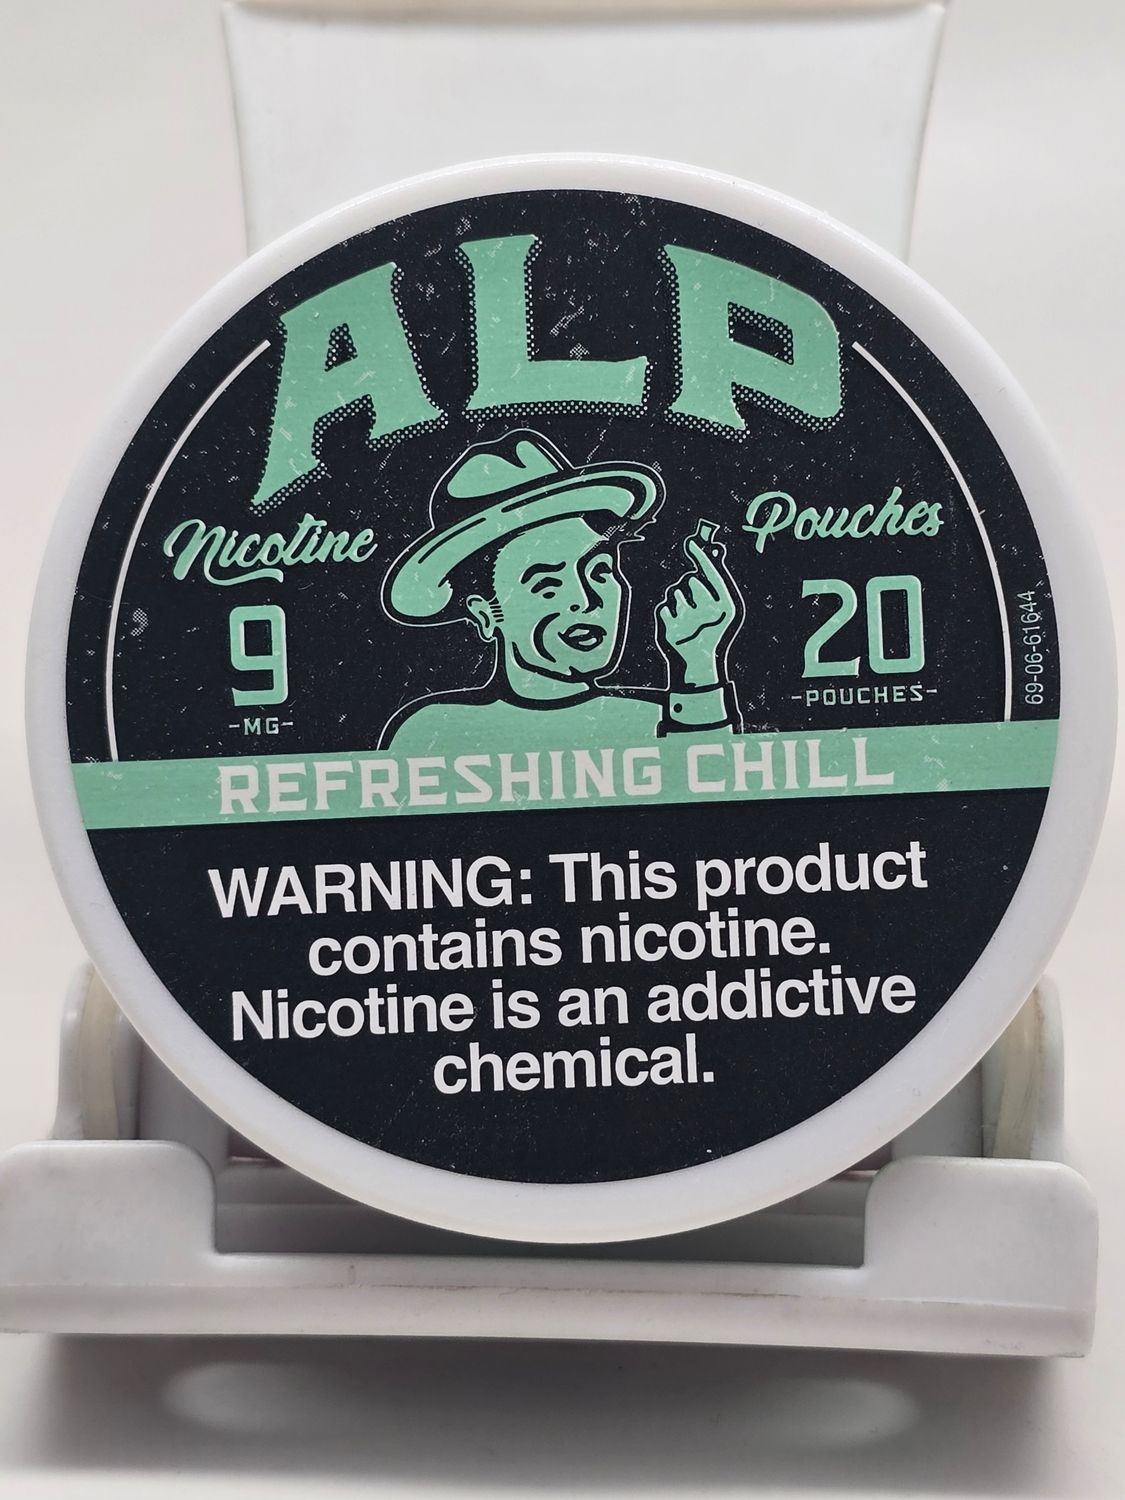 ALP
Nicotine
Pouches
9
-MG-
20
-POUCHES-
69-06-61644
REFRESHING CHILL
WARNING: This product
contains nicotine.
Nicotine is an addictive
chemical.